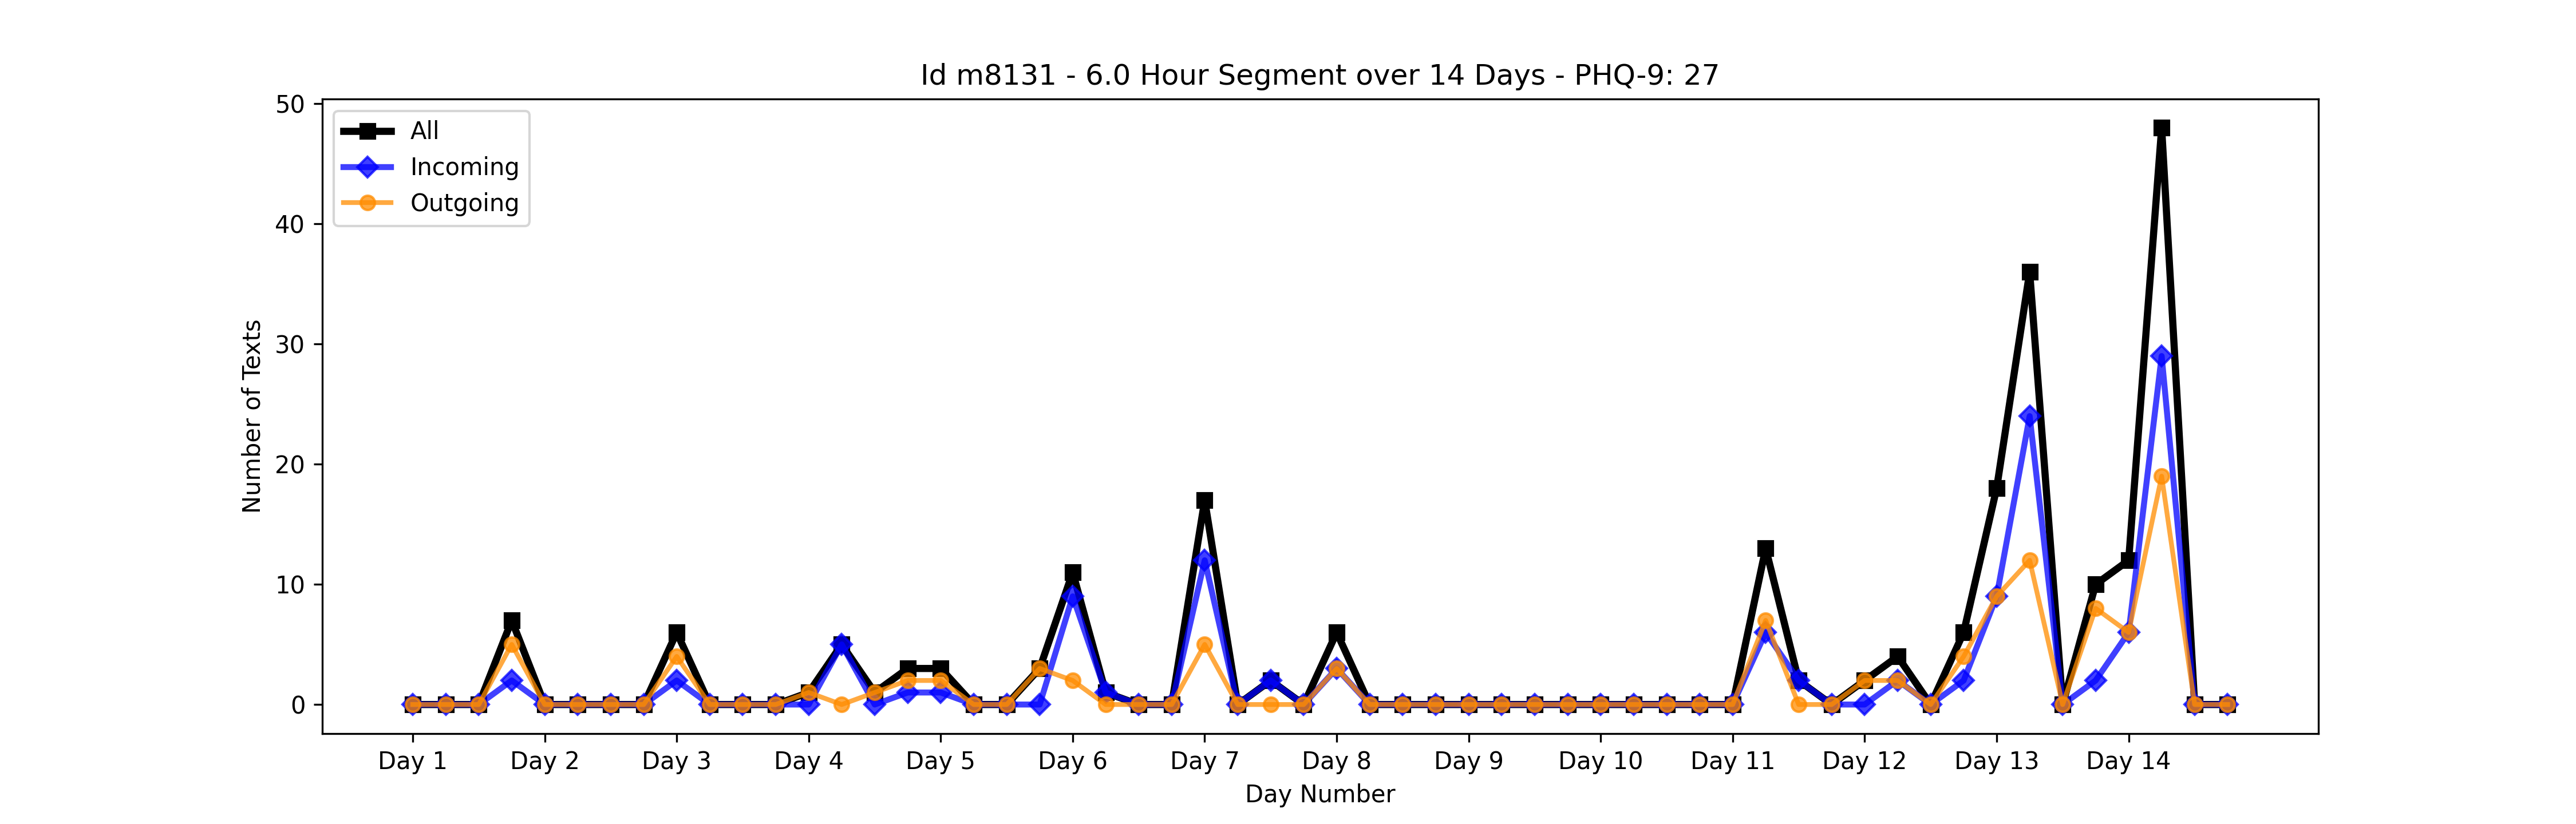 Id m8131 - 6.0 Hour Segment over 14 Days - PHQ-9: 27
50
40
30
20
10
0
Number of Texts
All
Incoming
Outgoing
Day 1 Day 2 Day 3 Day 4 Day 5 Day 6 Day 7 Day 8 Day 9 Day 10 Day 11 Day 12 Day 13 Day 14
Day Number